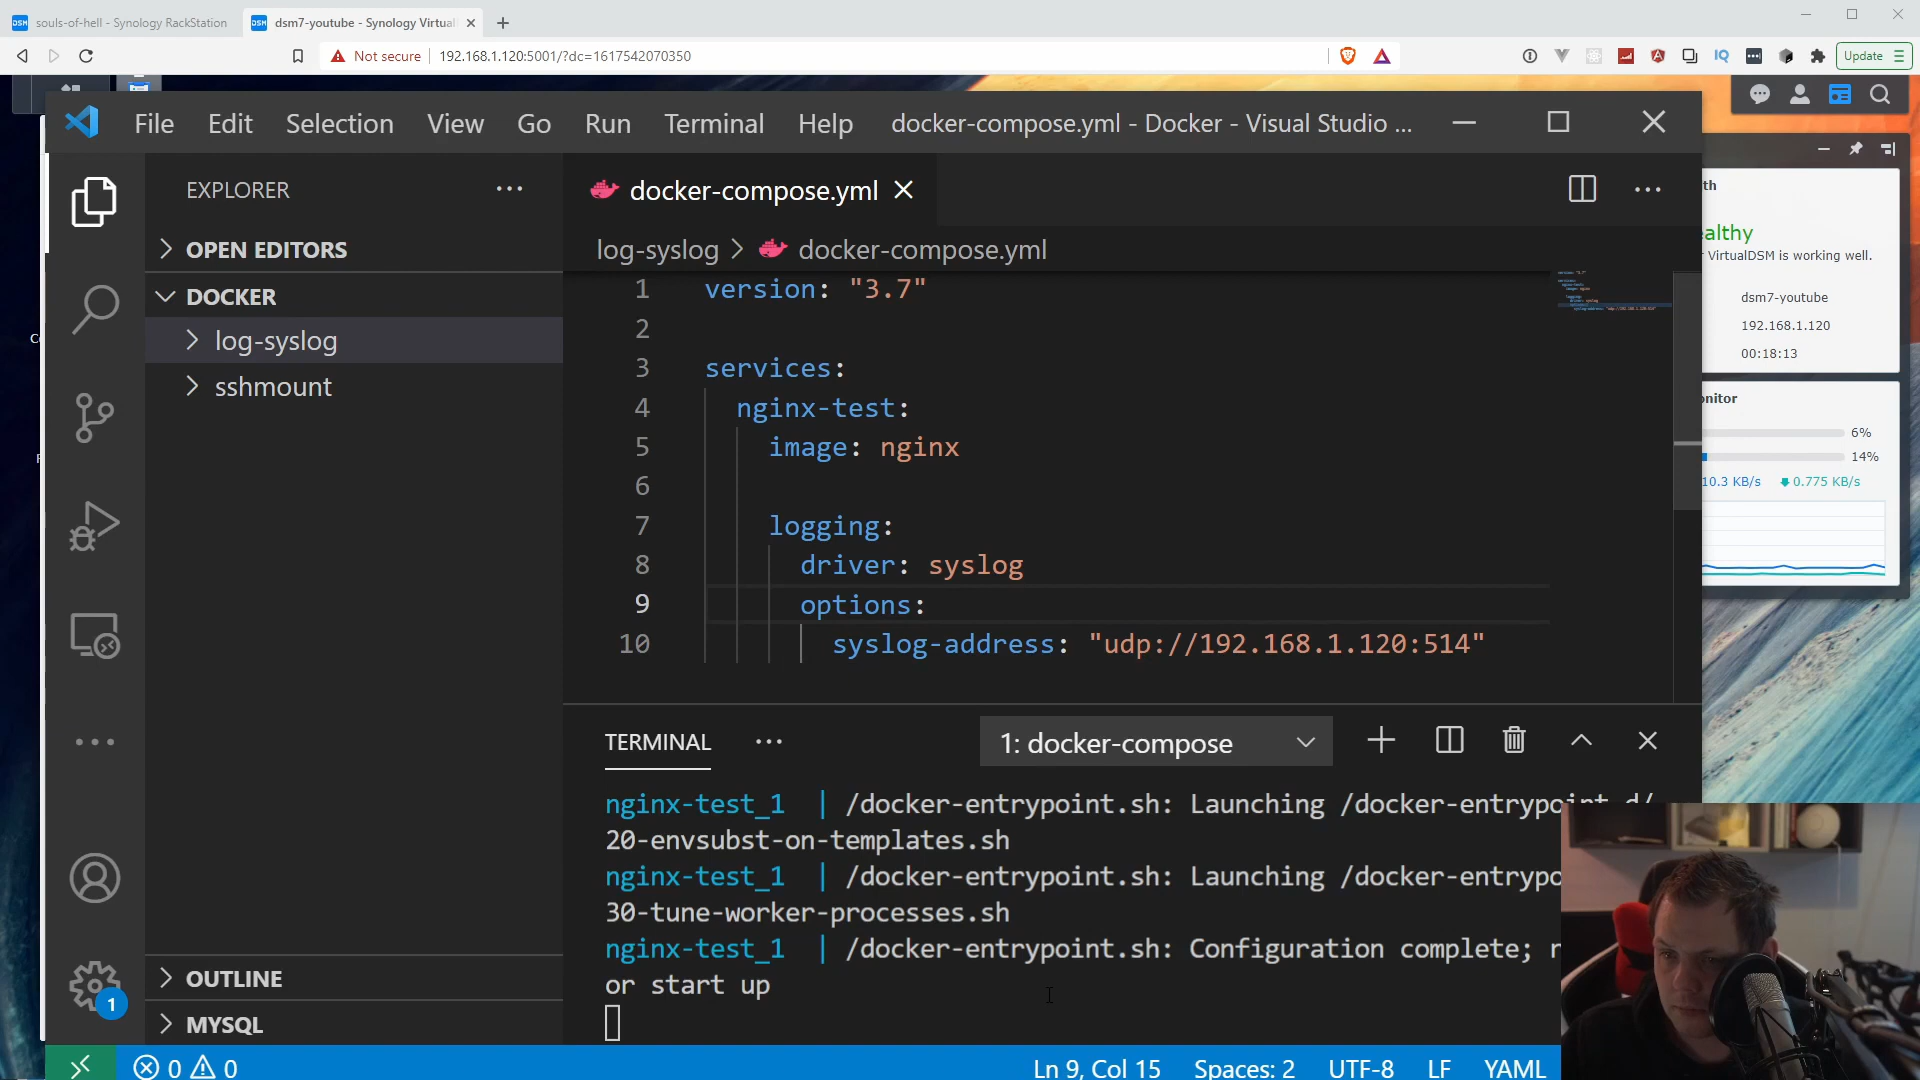 souls-of-hell - Synology RackStation
dsm7-youtube - Synology Virtual
Not secure
192.168.1.120:5001/?dc=1617542070350
Update
File Edit Selection View Go Run Terminal Help docker-compose.yml - Docker - Visual Studio ...
EXPLORER
OPEN EDITORS
DOCKER
log-syslog
sshmount
OUTLINE
MYSQL
docker-compose.yml
log-syslog > docker-compose.yml
1 version: "3.7"
2
3 services:
4 nginx-test:
5 image: nginx
6
7 logging:
8 driver: syslog
9 options:
10 syslog-address: "udp://192.168.1.120:514"
TERMINAL
1: docker-compose
nginx-test_1 | /docker-entrypoint.sh: Launching /docker-entrypoint.d/
20-envsubst-on-templates.sh
nginx-test_1 | /docker-entrypoint.sh: Launching /docker-entrypo
30-tune-worker-processes.sh
nginx-test_1 | /docker-entrypoint.sh: Configuration complete; r
or start up
1
0 0
Ln 9, Col 15 Spaces: 2 UTF-8 LF YAML
th
althy
VirtualDSM is working well.
dsm7-youtube
192.168.1.120
00:18:13
onitor
6%
14%
10.3 KB/s 0.775 KB/s